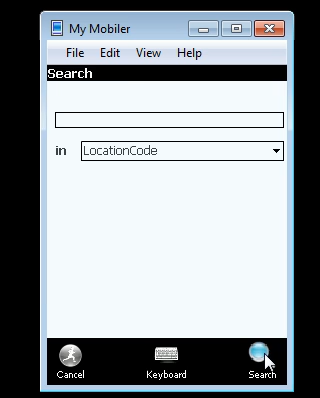 My Mobiler
File Edit View Help
Search
in LocationCode
Cancel Keyboard Search